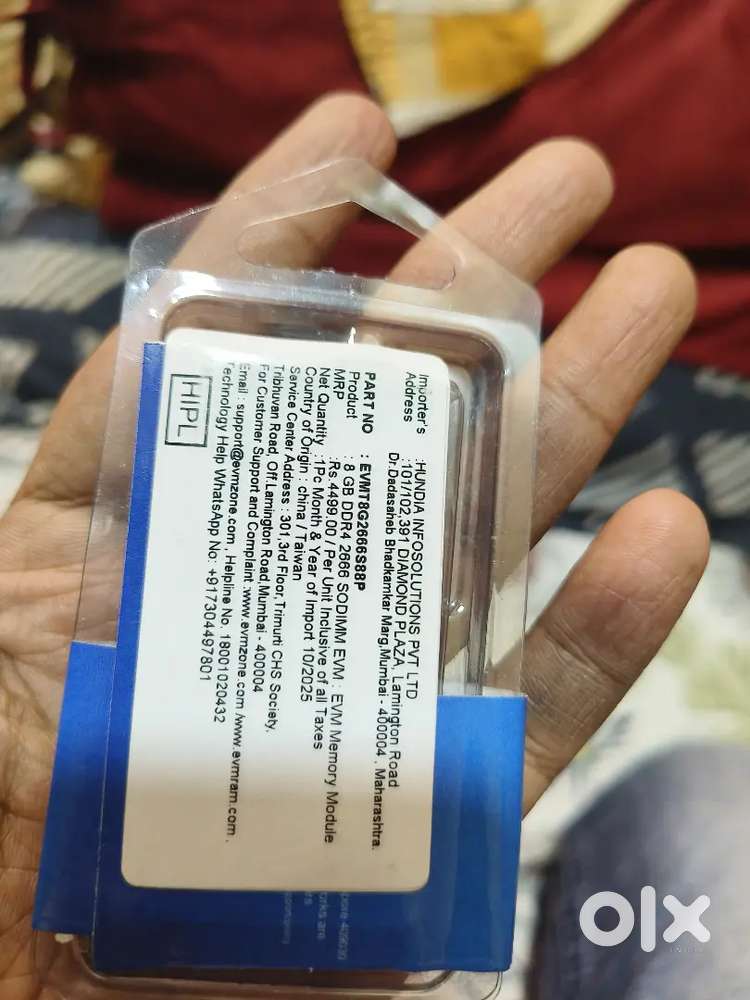 Importer's :HUNDIA INFOSOLUTIONS PVT LTD
Address :101/102,391 DIAMOND PLAZA, Lamington Road
Dr.Dadasaheb Bhadkamkar Marg,Mumbai - 400004 , Maharashtra.
PART NO : EVMT8G2666S88P
Product : 8 GB DDR4 2666 SODIMM EVM : EVM Memory Module
MRP :Rs.4499.00 / Per Unit Inclusive of all Taxes
Net Quantity :1Pc Month & Year of Import 10/2025
Country of Origin : china / Taiwan
Service Center Address : 301,3rd Floor, Trimurti CHS Society,
Tribhuvan Road, Off.Lamington Road,Mumbai - 400004
For Customer Support and Complaint :www.evmzone.com /www.evmram.com .
Email : support@evmzone.com , Helpline No. 18001020432
Technology Help WhatsApp No: +917304497801
HIPL
orks are
olx